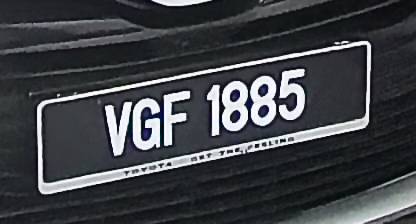 VGF 1885
TOYOTA GET THE FEELING